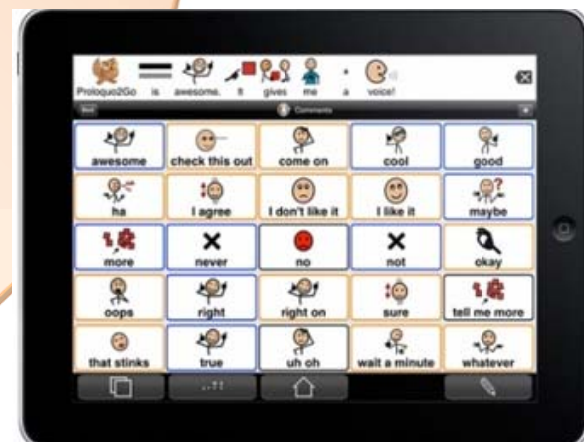 Proloquo2Go is awesome. It gives me a voice!
Comments
awesome check this out come on cool good
ha I agree I don't like it I like it maybe
more never no not okay
oops right right on sure tell me more
that stinks true uh oh wait a minute whatever